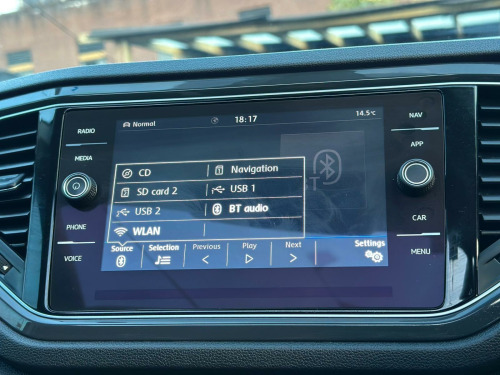 RADIO
MEDIA
PHONE
VOICE
Normal
18:17
14.5°C
CD
Navigation
SD card 2
USB 1
USB 2
BT audio
WLAN
BT
Source
Selection
Previous
Play
Next
Settings
NAV
APP
CAR
MENU